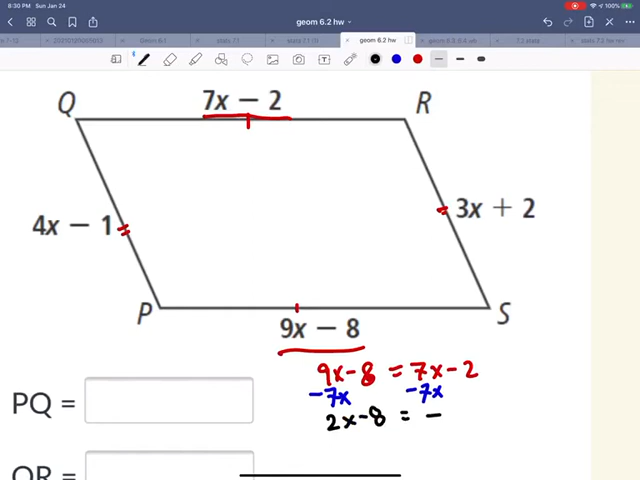 8:30 PM Sun Jan 24
100%
geom 6.2 hw
geom 6.2 hw
Q
7x − 2
R
4x − 1
3x + 2
P
9x − 8
S
9x-8 = 7x-2
-7x -7x
2x-8 = -
PQ =
QR =